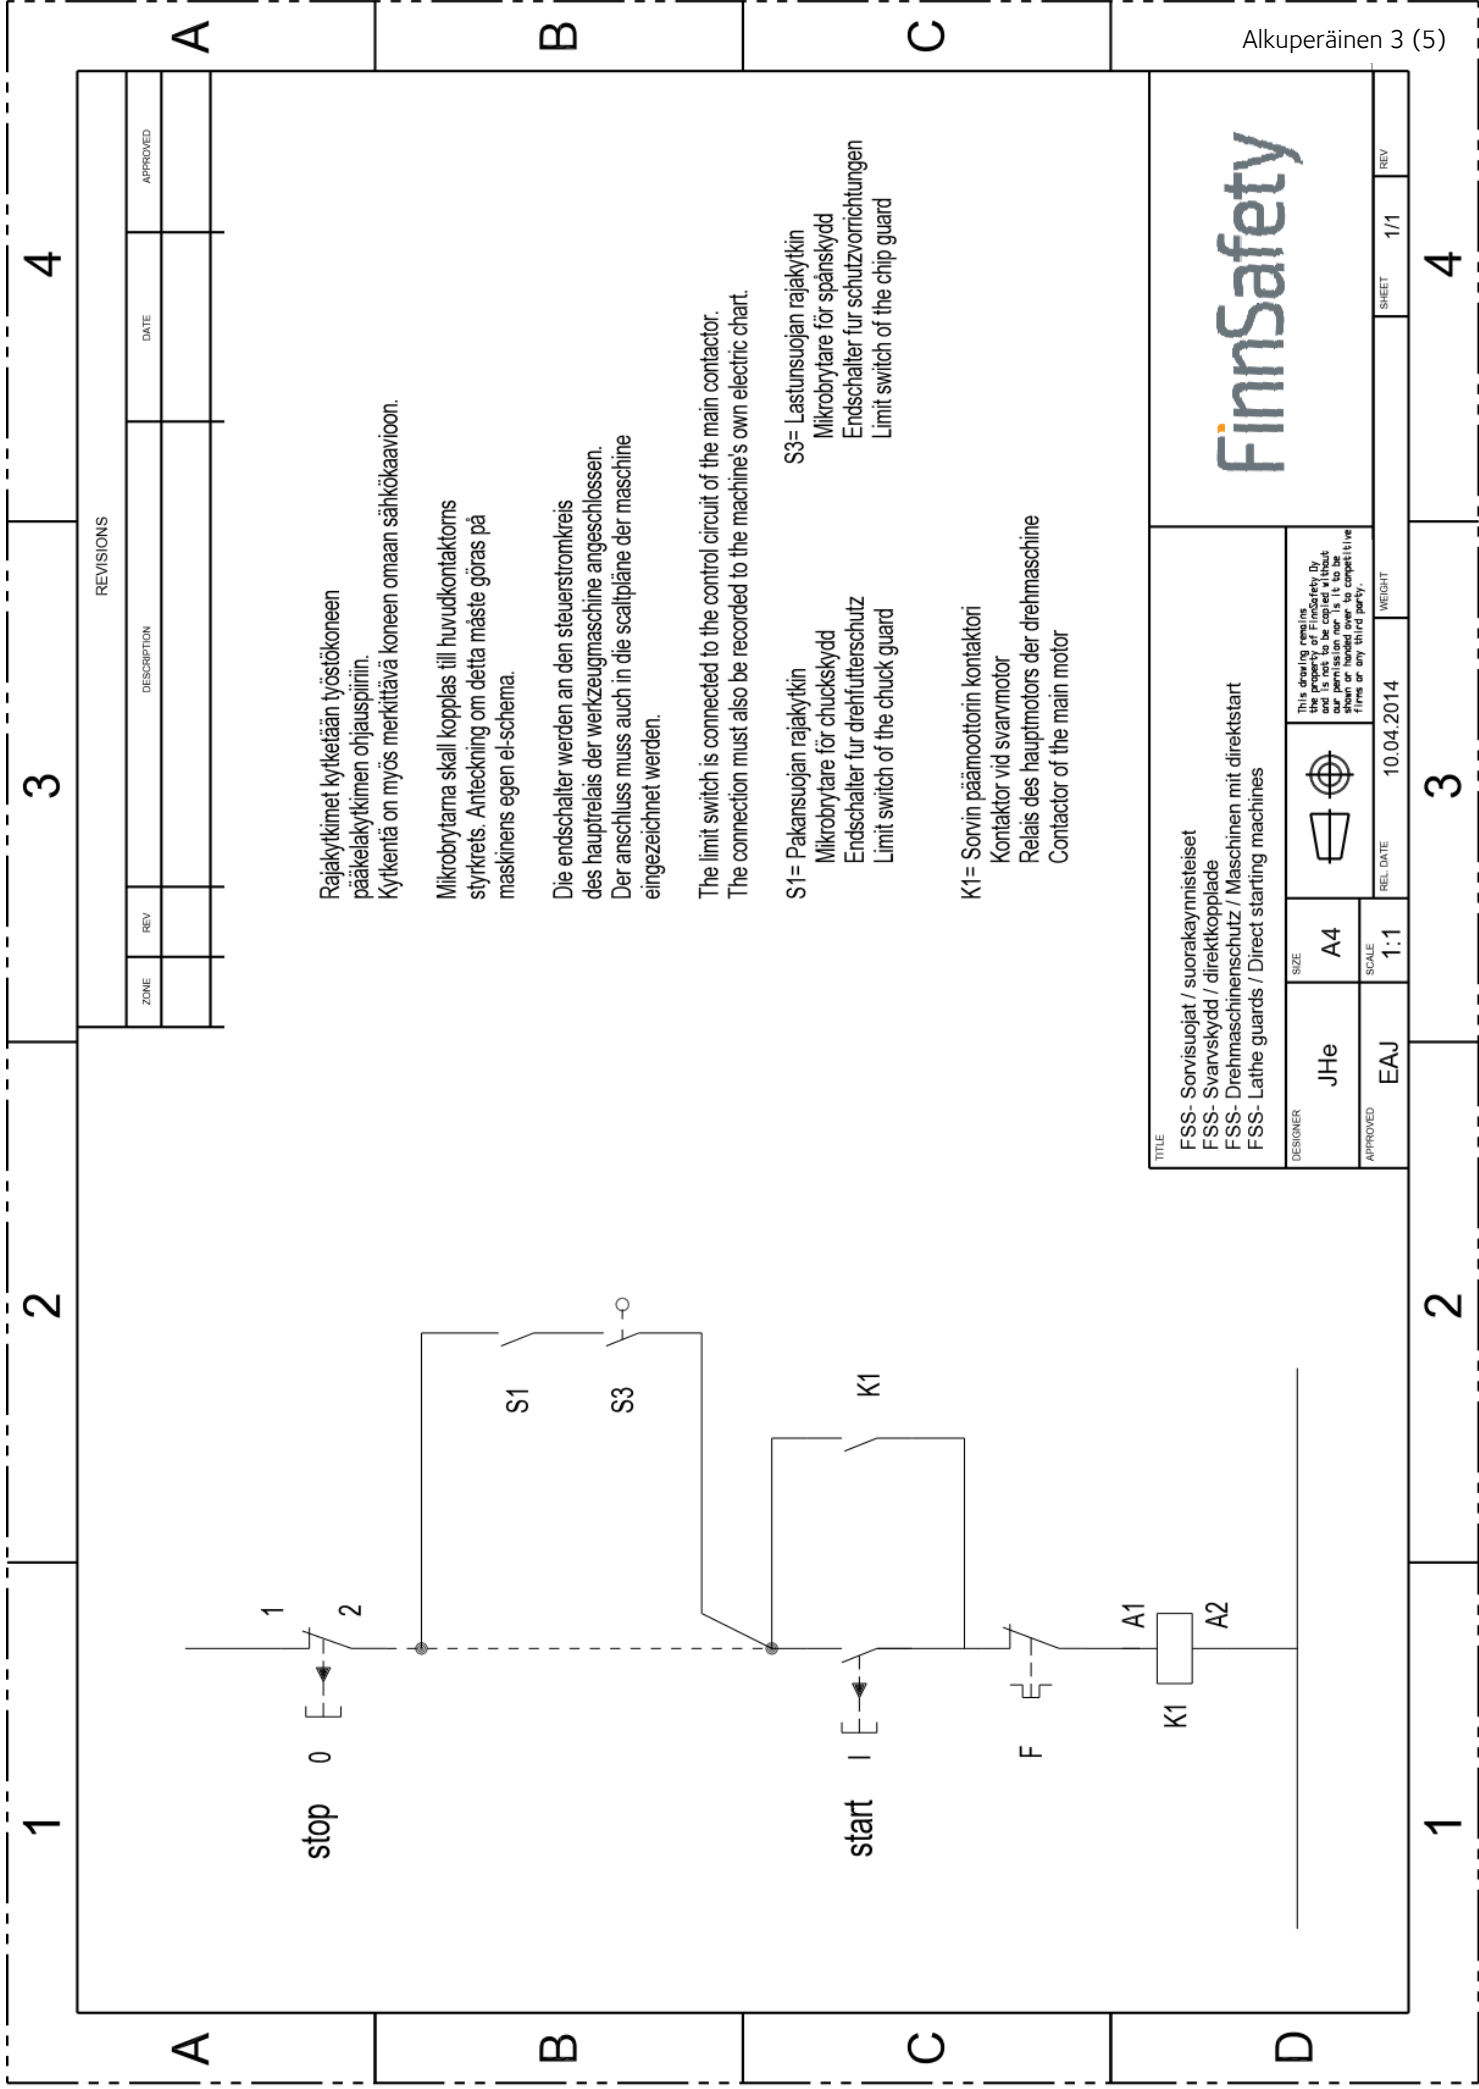 Alkuperäinen 3 (5)
1
2
3
4
A
B
C
A
B
C
D
1
2
3
4
REVISIONS
ZONE
REV
DESCRIPTION
DATE
APPROVED
Rajakytkimet kytketään työstökoneen
pääkelakytkimen ohjauspiiriin.
Kytkentä on myös merkittävä koneen omaan sähkökaavioon.
Mikrobrytarna skall kopplas till huvudkontaktorns
styrkrets. Anteckning om detta måste göras på
maskinens egen el-schema.
Die endschalter werden an den steuerstromkreis
des hauptrelais der werkzeugmaschine angeschlossen.
Der anschluss muss auch in die scaltpläne der maschine
eingezeichnet werden.
The limit switch is connected to the control circuit of the main contactor.
The connection must also be recorded to the machine's own electric chart.
S1= Pakansuojan rajakytkin
Mikrobrytare för chuckskydd
Endschalter fur drehfutterschutz
Limit switch of the chuck guard
S3= Lastunsuojan rajakytkin
Mikrobrytare för spånskydd
Endschalter fur schutzvorrichtungen
Limit switch of the chip guard
K1= Sorvin päämoottorin kontaktori
Kontaktor vid svarvmotor
Relais des hauptmotors der drehmaschine
Contactor of the main motor
stop 0
1
2
S1
S3
start I
K1
F
K1
A1
A2
TITLE
FSS- Sorvisuojat / suorakaynnisteiset
FSS- Svarvskydd / direktkopplade
FSS- Drehmaschinenschutz / Maschinen mit direktstart
FSS- Lathe guards / Direct starting machines
DESIGNER
JHe
SIZE
A4
This drawing remains
the property of FinnSafety Oy
and is not to be copied without
our permission nor is it to be
shown or handed over to competitive
firms or any third party.
APPROVED
EAJ
SCALE
1:1
REL. DATE
10.04.2014
WEIGHT
SHEET
1/1
REV
FinnSafety